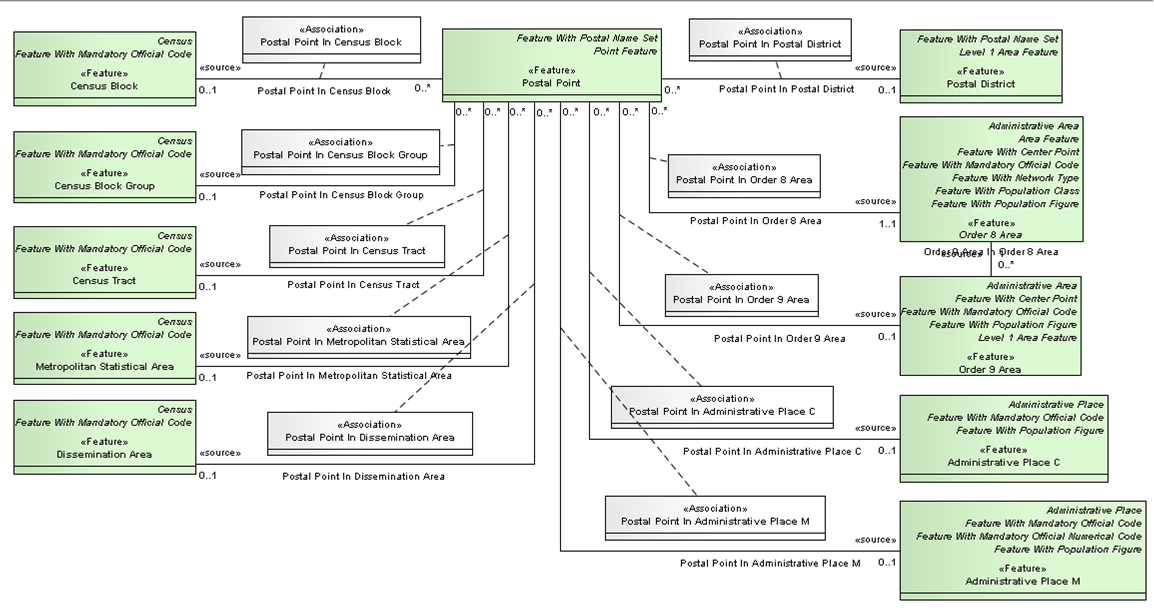 Census
Feature With Mandatory Official Code
«Feature»
Census Block
«source»
0..1
«Association»
Postal Point In Census Block
Postal Point In Census Block
0..*
Feature With Postal Name Set
Point Feature
«Feature»
Postal Point
0..*
0..*
0..*
0..*
0..*
0..*
0..*
0..*
0..*
«Association»
Postal Point In Postal District
Postal Point In Postal District
«source»
0..1
Feature With Postal Name Set
Level 1 Area Feature
«Feature»
Postal District
Census
Feature With Mandatory Official Code
«Feature»
Census Block Group
«source»
0..1
«Association»
Postal Point In Census Block Group
Postal Point In Census Block Group
«Association»
Postal Point In Order 8 Area
Postal Point In Order 8 Area
«source»
1..1
Administrative Area
Area Feature
Feature With Center Point
Feature With Mandatory Official Code
Feature With Network Type
Feature With Population Class
Feature With Population Figure
«Feature»
Order 8 Area
Order 9 Area In Order 8 Area
«source»
0..*
Census
Feature With Mandatory Official Code
«Feature»
Census Tract
«source»
0..1
«Association»
Postal Point In Census Tract
Postal Point In Census Tract
«Association»
Postal Point In Order 9 Area
Postal Point In Order 9 Area
«source»
0..1
Administrative Area
Feature With Center Point
Feature With Mandatory Official Code
Feature With Population Figure
Level 1 Area Feature
«Feature»
Order 9 Area
Census
Feature With Mandatory Official Code
«Feature»
Metropolitan Statistical Area
«source»
0..1
«Association»
Postal Point In Metropolitan Statistical Area
Postal Point In Metropolitan Statistical Area
«Association»
Postal Point In Administrative Place C
Postal Point In Administrative Place C
«source»
0..1
Administrative Place
Feature With Mandatory Official Code
Feature With Population Figure
«Feature»
Administrative Place C
Census
Feature With Mandatory Official Code
«Feature»
Dissemination Area
«source»
0..1
«Association»
Postal Point In Dissemination Area
Postal Point In Dissemination Area
«Association»
Postal Point In Administrative Place M
Postal Point In Administrative Place M
«source»
0..1
Administrative Place
Feature With Mandatory Official Code
Feature With Mandatory Official Numerical Code
Feature With Population Figure
«Feature»
Administrative Place M